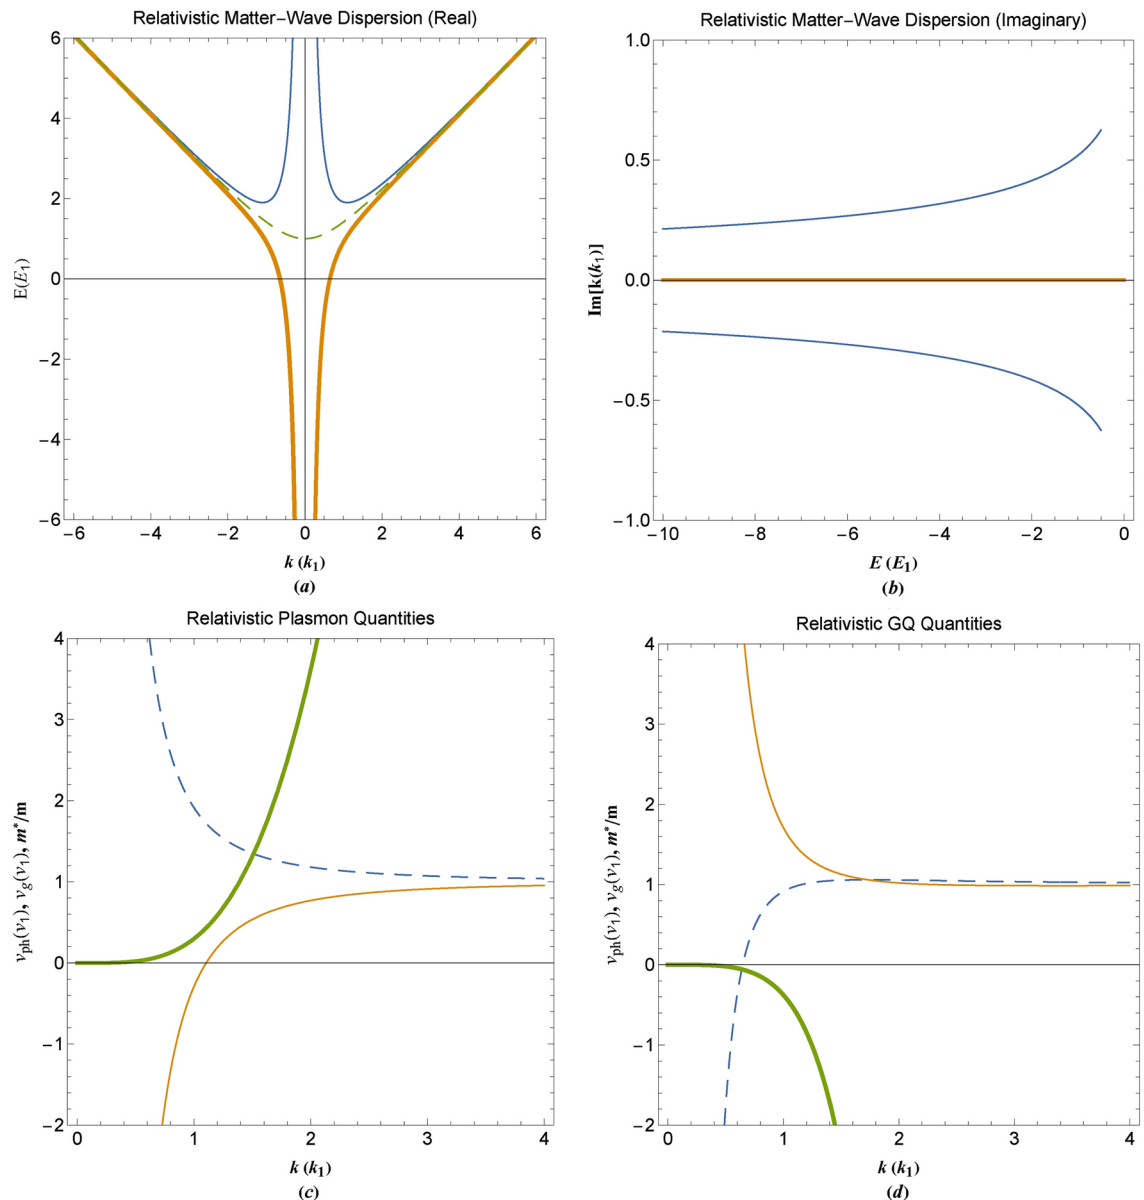 Relativistic Matter−Wave Dispersion (Real)
6
4
2
0
−2
−4
−6
E(E1)
−6 −4 −2 0 2 4 6
k (k1)
(a)
Relativistic Matter−Wave Dispersion (Imaginary)
1.0
0.5
0.0
−0.5
−1.0
Im[k(k1)]
−10 −8 −6 −4 −2 0
E (E1)
(b)
Relativistic Plasmon Quantities
4
3
2
1
0
−1
−2
vph(v1), vg(v1), m*/m
0 1 2 3 4
k (k1)
(c)
Relativistic GQ Quantities
4
3
2
1
0
−1
−2
vph(v1), vg(v1), m*/m
0 1 2 3 4
k (k1)
(d)